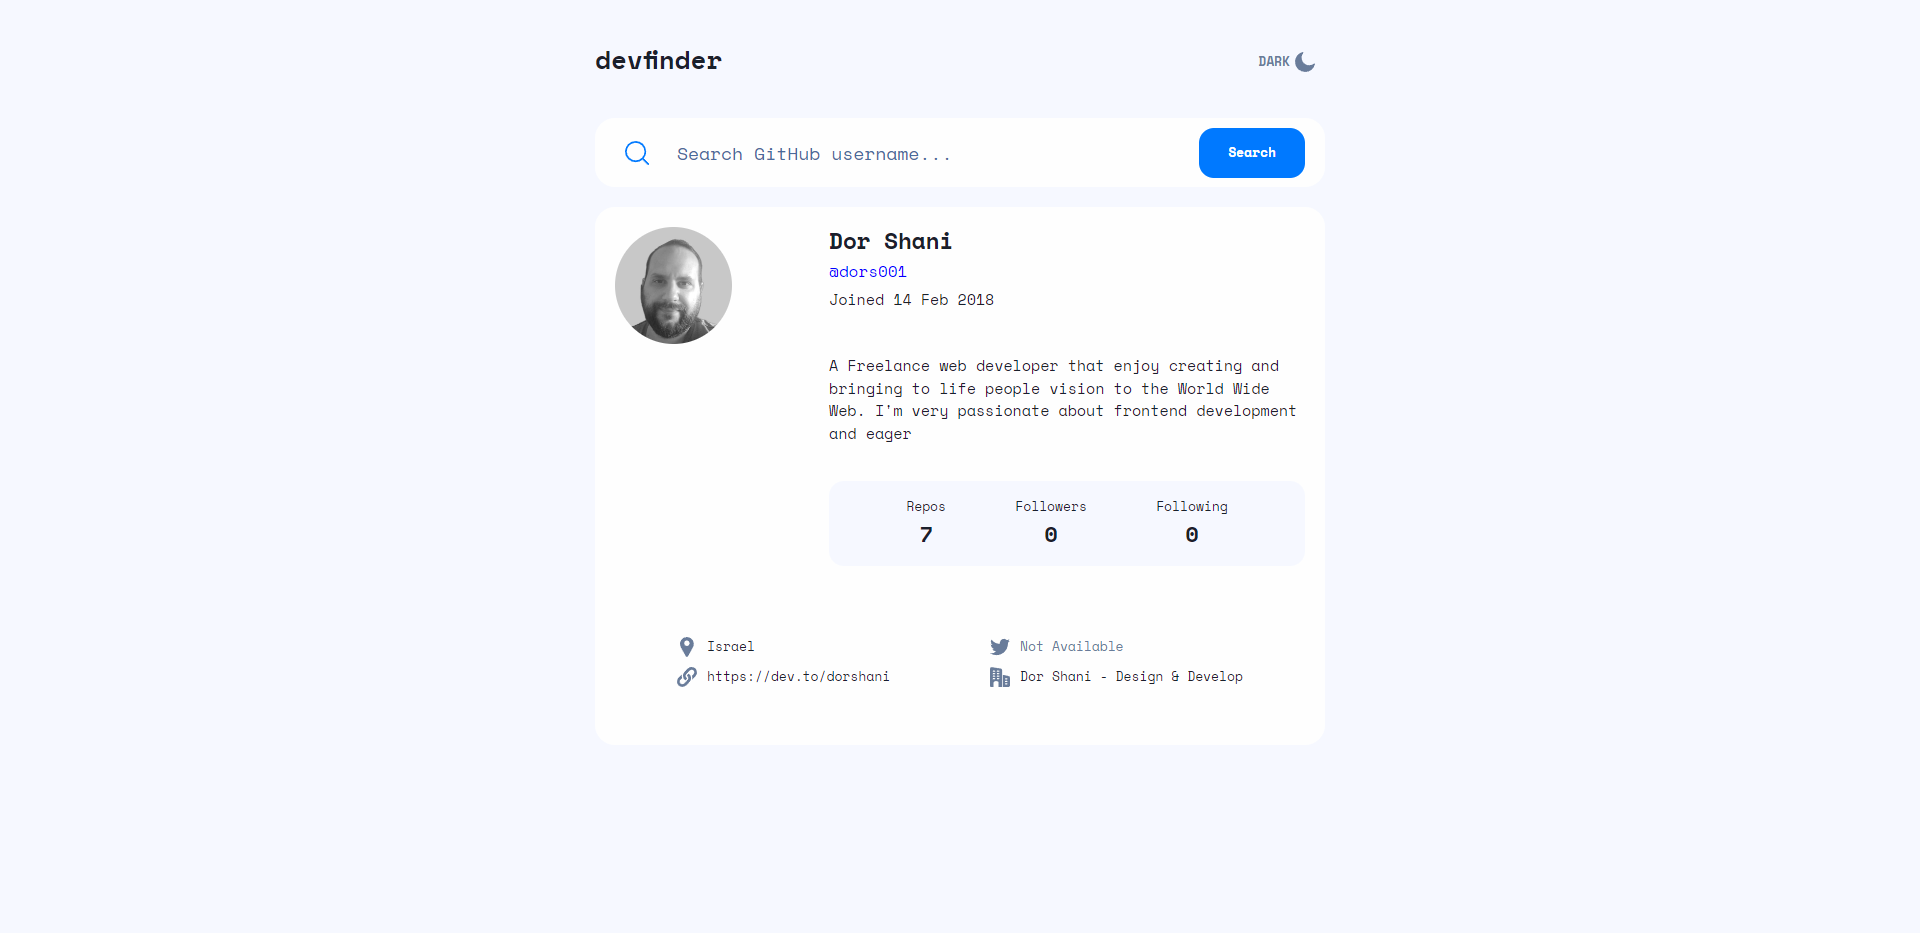 devfinder
DARK
Search GitHub username...
Search
Dor Shani
@dors001
Joined 14 Feb 2018
A Freelance web developer that enjoy creating and
bringing to life people vision to the World Wide
Web. I'm very passionate about frontend development
and eager
Repos Followers Following
7 0 0
Israel
Not Available
https://dev.to/dorshani
Dor Shani - Design & Develop